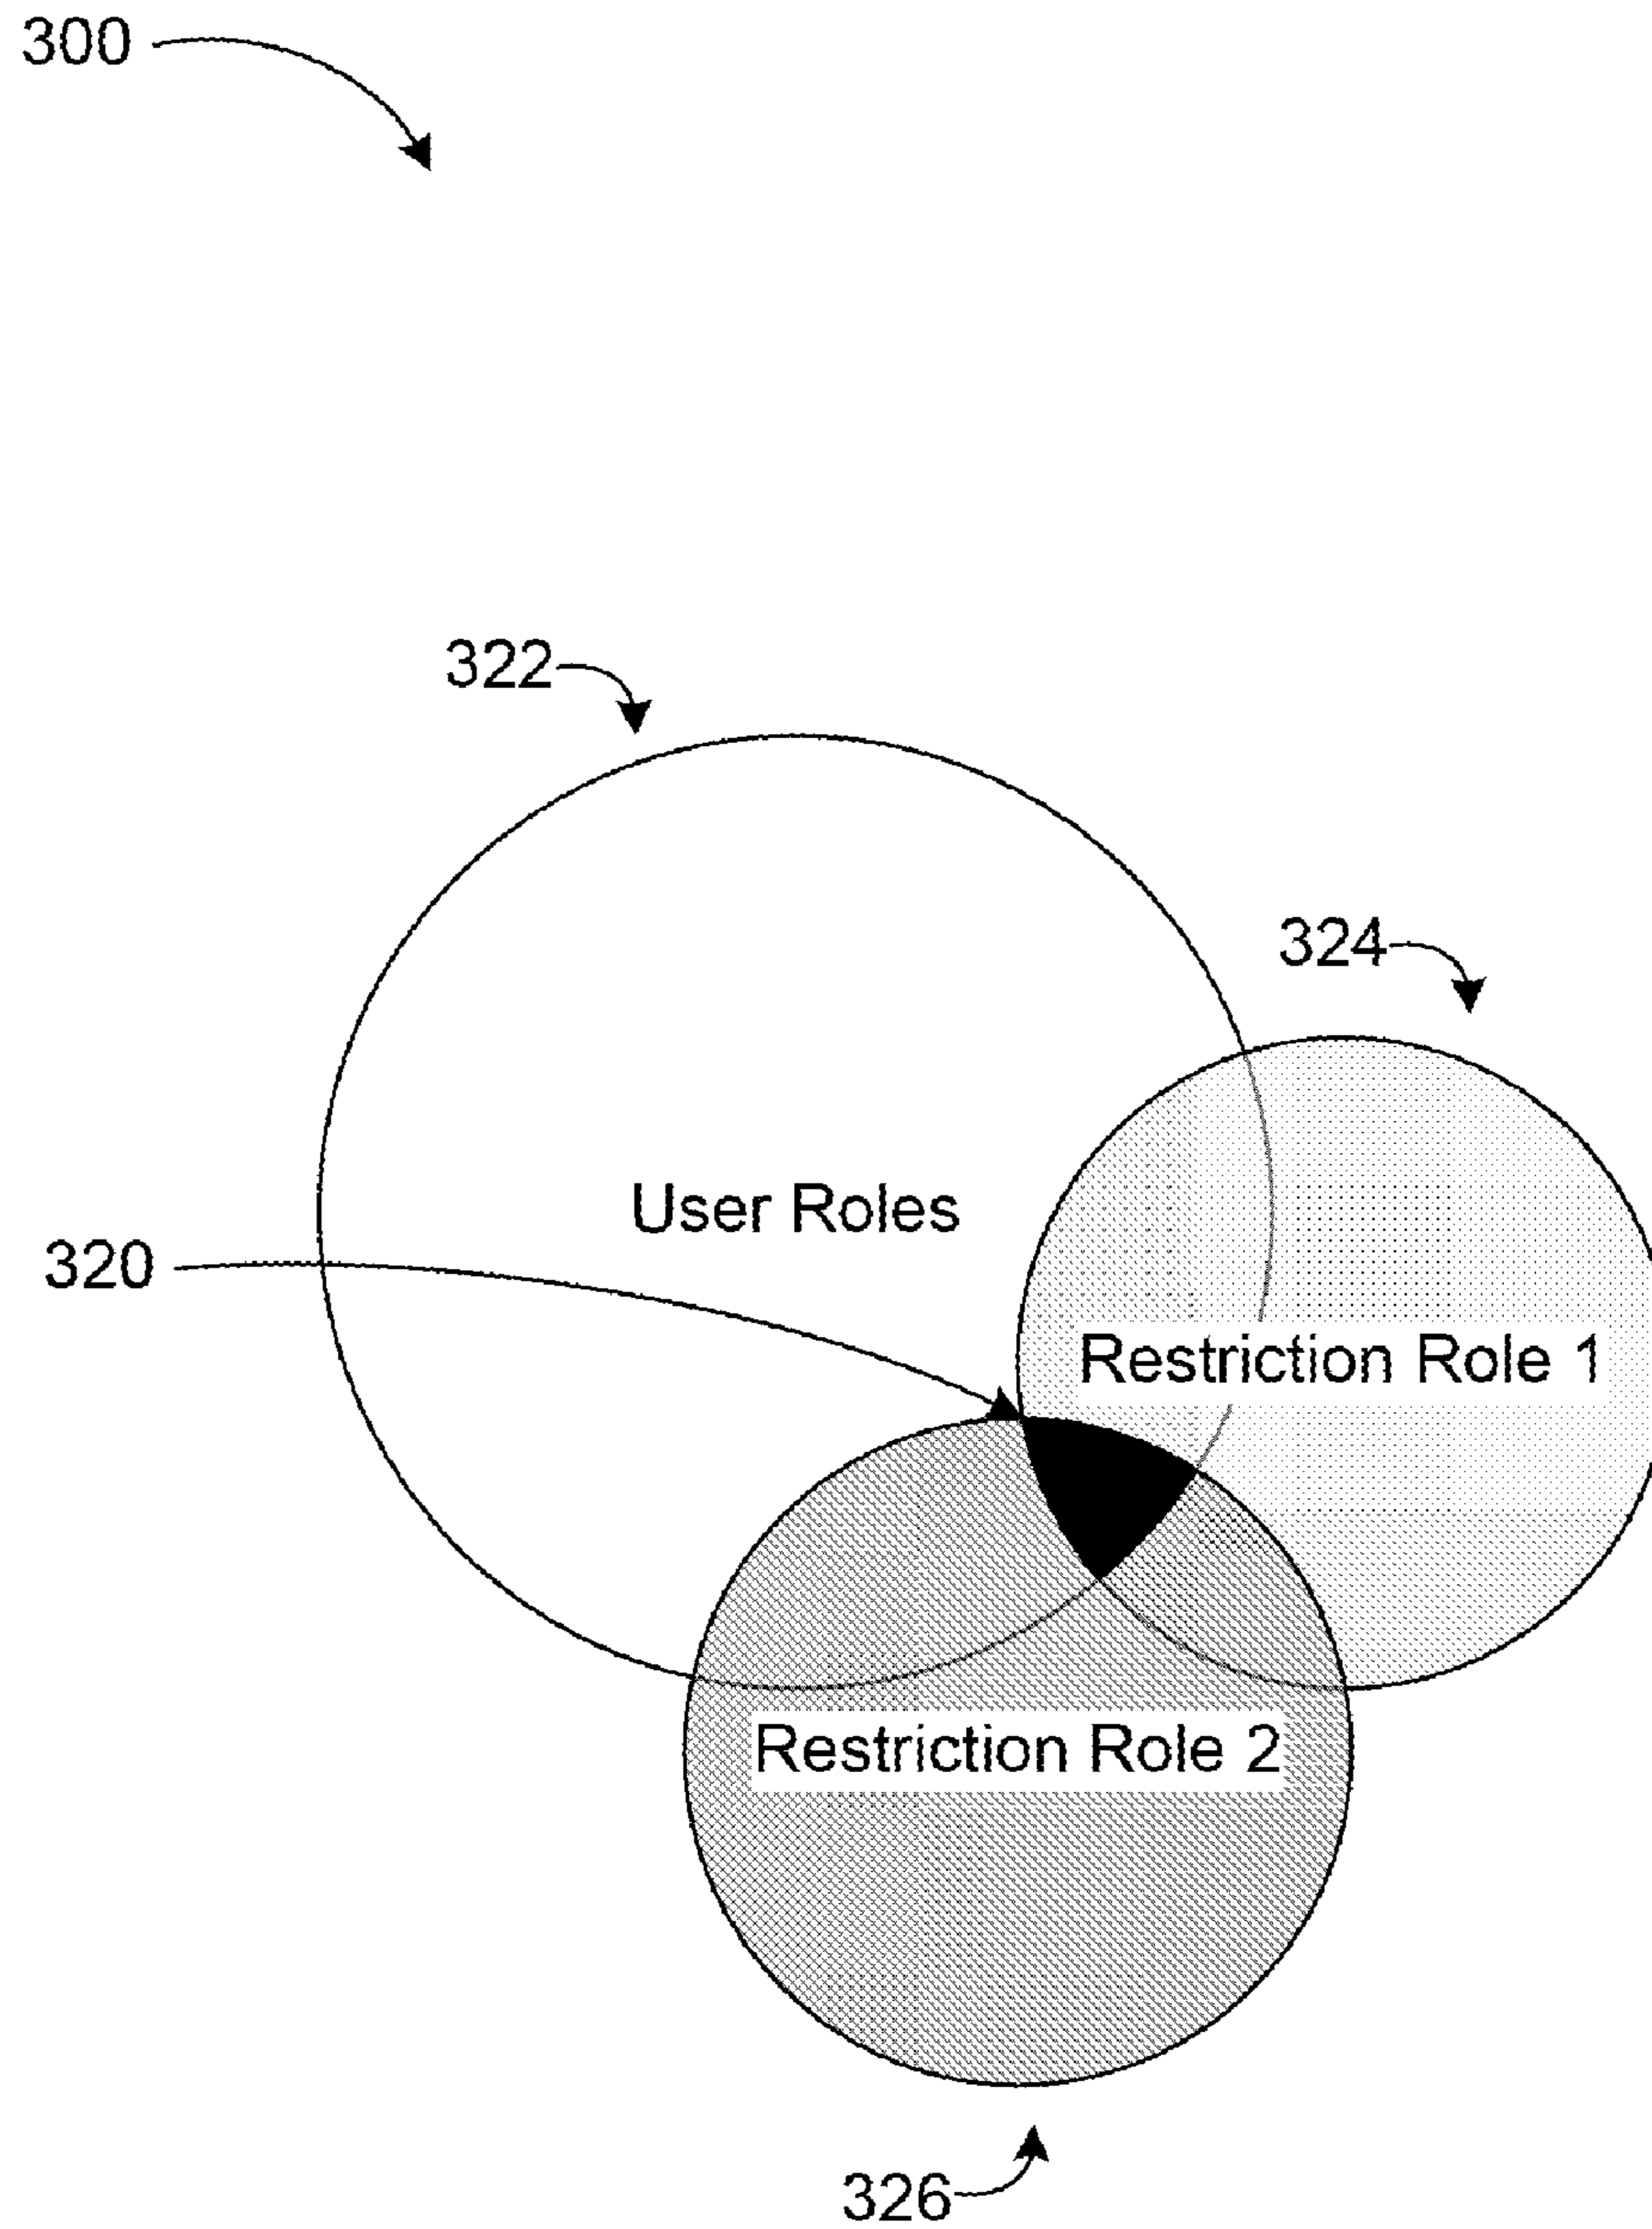 300
322
324
User Roles
320
Restriction Role 1
Restriction Role 2
326